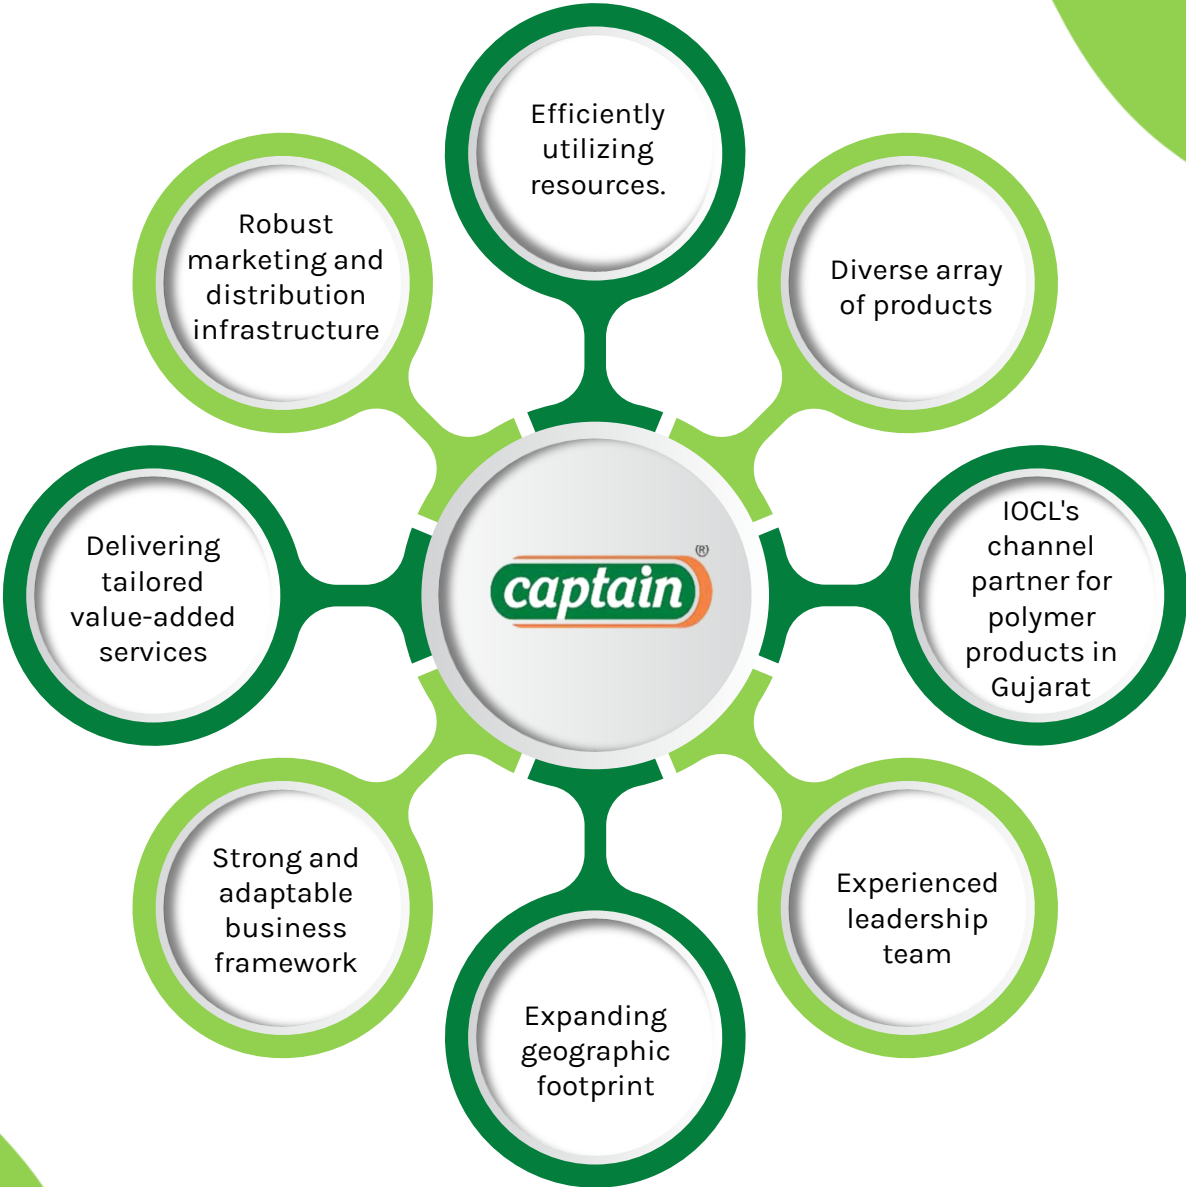 Efficiently
utilizing
resources.
Diverse array
of products
IOCL's
channel
partner for
polymer
products in
Gujarat
Experienced
leadership
team
Expanding
geographic
footprint
Strong and
adaptable
business
framework
Delivering
tailored
value-added
services
Robust
marketing and
distribution
infrastructure
captain
(R)